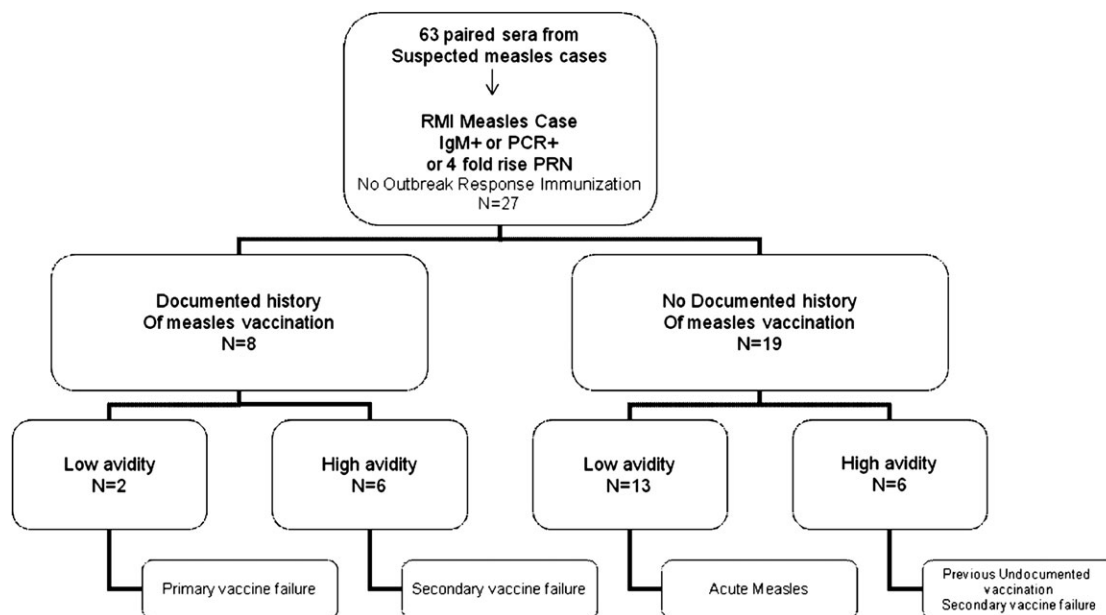 63 paired sera from
Suspected measles cases
RMI Measles Case
IgM+ or PCR+
or 4 fold rise PRN
No Outbreak Response Immunization
N=27
Documented history
Of measles vaccination
N=8
No Documented history
Of measles vaccination
N=19
Low avidity
N=2
High avidity
N=6
Low avidity
N=13
High avidity
N=6
Primary vaccine failure
Secondary vaccine failure
Acute Measles
Previous Undocumented
vaccination
Secondary vaccine failure